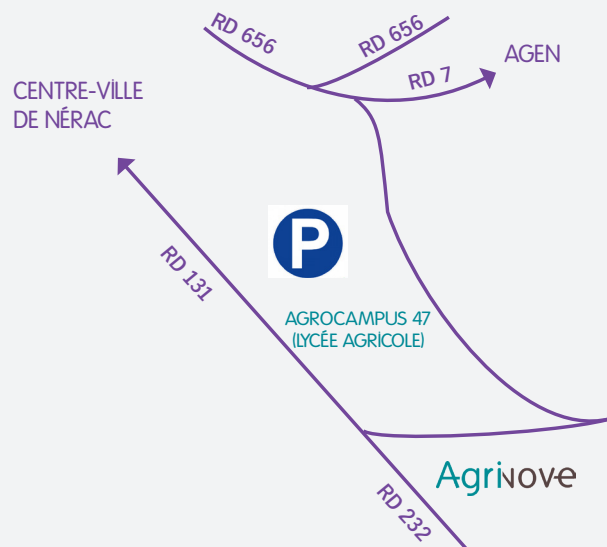 RD 656
RD 656
RD 7
AGEN
CENTRE-VILLE
DE NÉRAC
P
RD 131
AGROCAMPUS 47
(LYCÉE AGRICOLE)
Agrinove
RD 232